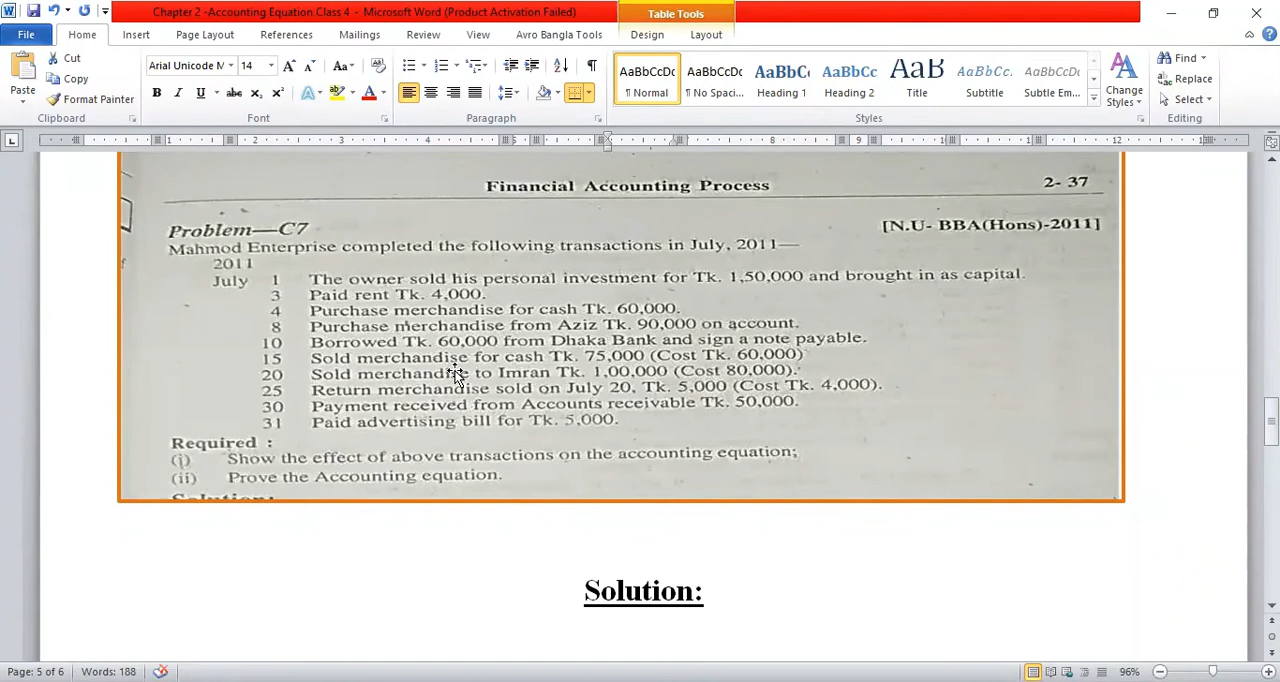 Chapter 2 -Accounting Equation Class 4 - Microsoft Word (Product Activation Failed)
Table Tools
File Home Insert Page Layout References Mailings Review View Avro Bangla Tools Design Layout
Paste
Cut
Copy
Format Painter
Clipboard
Arial Unicode M 14
Font
Paragraph
AaBbCcDc AaBbCcDc AaBbC AaBbCc AaB AaBbCc. AaBbCcDc
¶ Normal ¶ No Spaci... Heading 1 Heading 2 Title Subtitle Subtle Em...
Styles
Change Styles
Find
Replace
Select
Editing
Financial Accounting Process 2- 37
Problem—C7 [N.U- BBA(Hons)-2011]
Mahmod Enterprise completed the following transactions in July, 2011—
2011
July 1 The owner sold his personal investment for Tk. 1,50,000 and brought in as capital.
3 Paid rent Tk. 4,000.
4 Purchase merchandise for cash Tk. 60,000.
8 Purchase merchandise from Aziz Tk. 90,000 on account.
10 Borrowed Tk. 60,000 from Dhaka Bank and sign a note payable.
15 Sold merchandise for cash Tk. 75,000 (Cost Tk. 60,000)
20 Sold merchandise to Imran Tk. 1,00,000 (Cost 80,000).
25 Return merchandise sold on July 20, Tk. 5,000 (Cost Tk. 4,000).
30 Payment received from Accounts receivable Tk. 50,000.
31 Paid advertising bill for Tk. 5,000.
Required :
(i) Show the effect of above transactions on the accounting equation;
(ii) Prove the Accounting equation.
Solution:
Solution:
Page: 5 of 6 Words: 188 96%